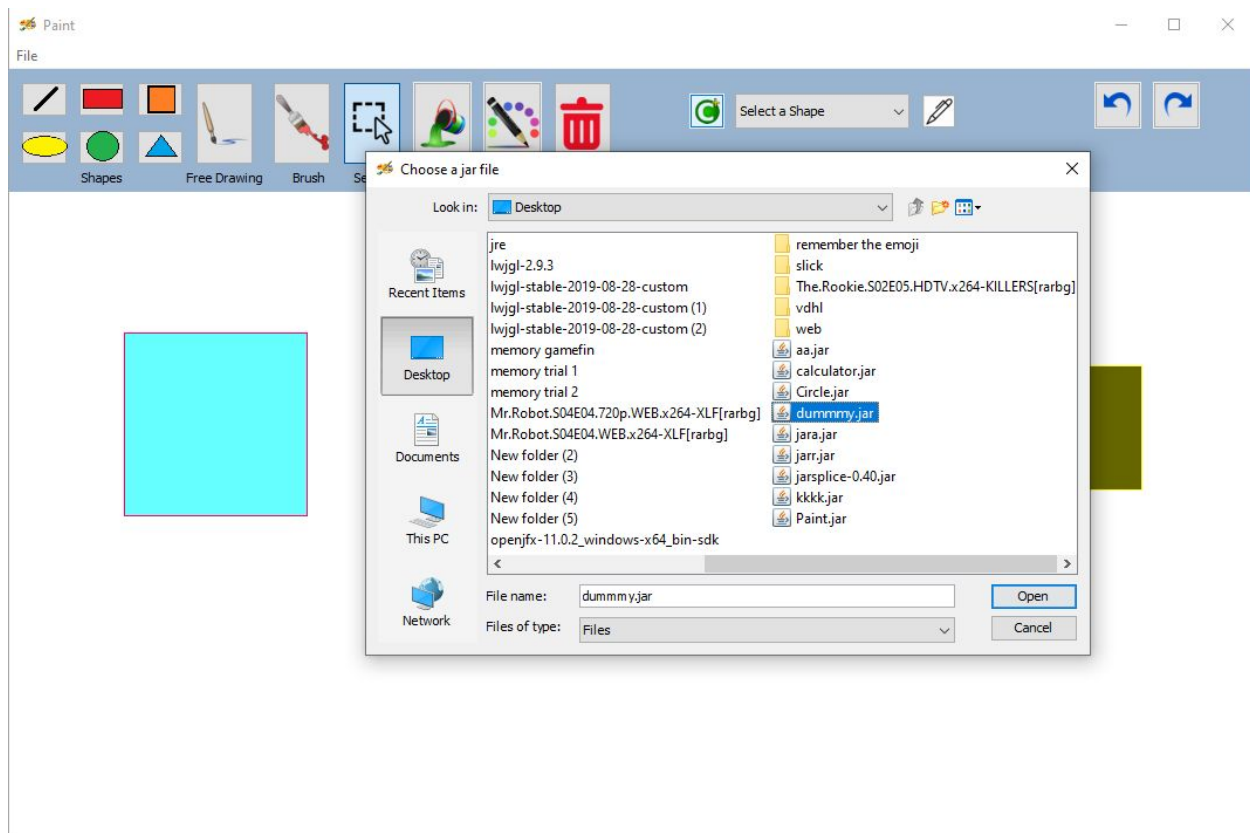 Paint
File
Select a Shape
Shapes
Free Drawing
Brush
Se
Choose a jar file
Look in:
Desktop
Recent Items
Desktop
Documents
This PC
Network
jre
lwjgl-2.9.3
lwjgl-stable-2019-08-28-custom
lwjgl-stable-2019-08-28-custom (1)
lwjgl-stable-2019-08-28-custom (2)
memory gamefin
memory trial 1
memory trial 2
Mr.Robot.S04E04.720p.WEB.x264-XLF[rarbg]
Mr.Robot.S04E04.WEB.x264-XLF[rarbg]
New folder (2)
New folder (3)
New folder (4)
New folder (5)
openjfx-11.0.2_windows-x64_bin-sdk
remember the emoji
slick
The.Rookie.S02E05.HDTV.x264-KILLERS[rarbg]
vdhl
web
aa.jar
calculator.jar
Circle.jar
dummmy.jar
jara.jar
jarr.jar
jarsplice-0.40.jar
kkkk.jar
Paint.jar
File name:
dummmy.jar
Open
Files of type:
Files
Cancel